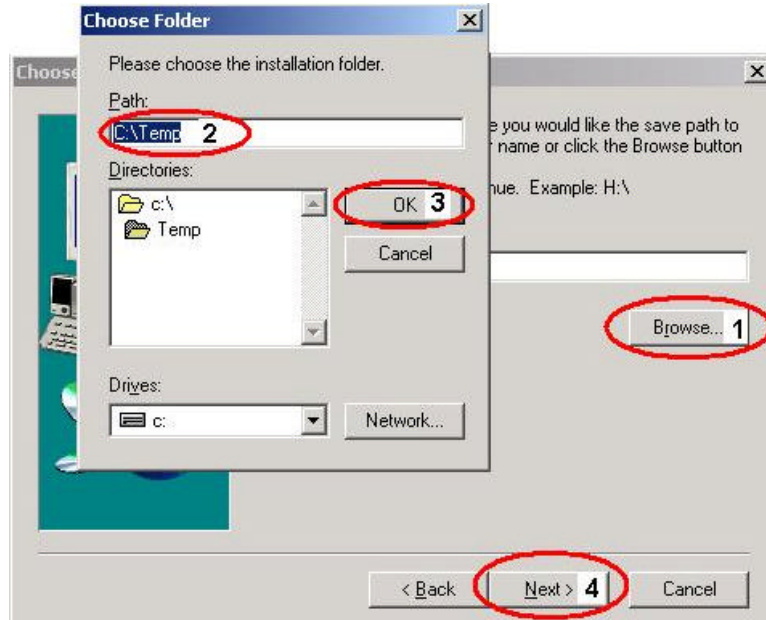 Choose Folder
Choose
Please choose the installation folder.
Path:
C:\Temp 2
e you would like the save path to
name or click the Browse button
Directories:
c:\
Temp
OK 3
Example: H:\
Cancel
Browse... 1
Drives:
c:
Network...
< Back
Next > 4
Cancel